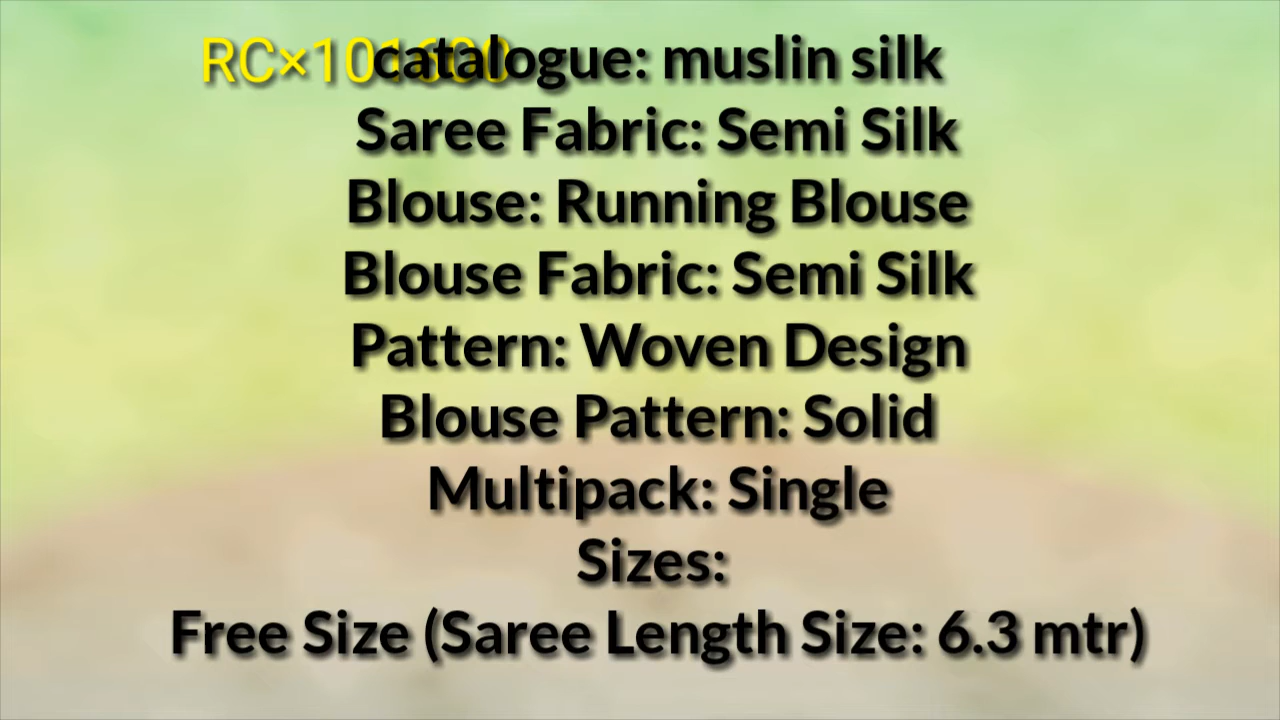 catalogue: muslin silk
Saree Fabric: Semi Silk
Blouse: Running Blouse
Blouse Fabric: Semi Silk
Pattern: Woven Design
Blouse Pattern: Solid
Multipack: Single
Sizes:
Free Size (Saree Length Size: 6.3 mtr)